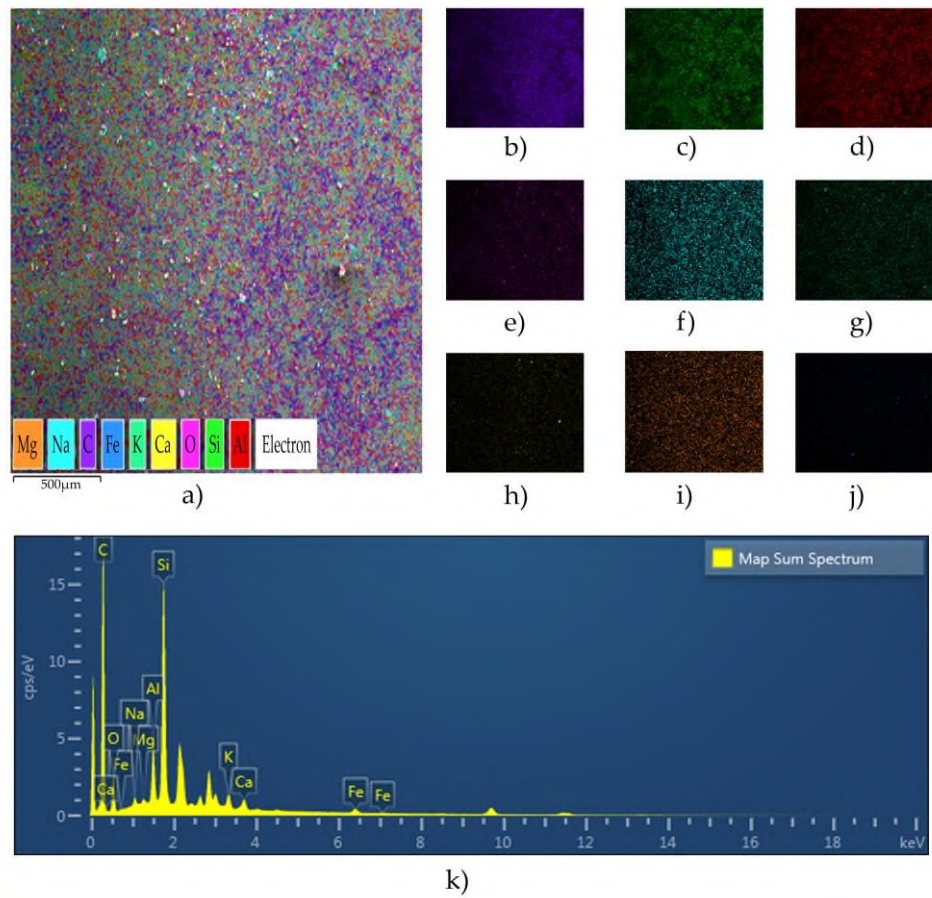 b) c) d)
e) f) g)
Mg Na C Fe K Ca O Si Al Electron
500μm
a) h) i) j)
Map Sum Spectrum
C
Si
15
10
cps/eV
Al
Na
5
O Mg
Fe
K
Ca Ca
Fe Fe
0
0 2 4 6 8 10 12 14 16 18 keV
k)